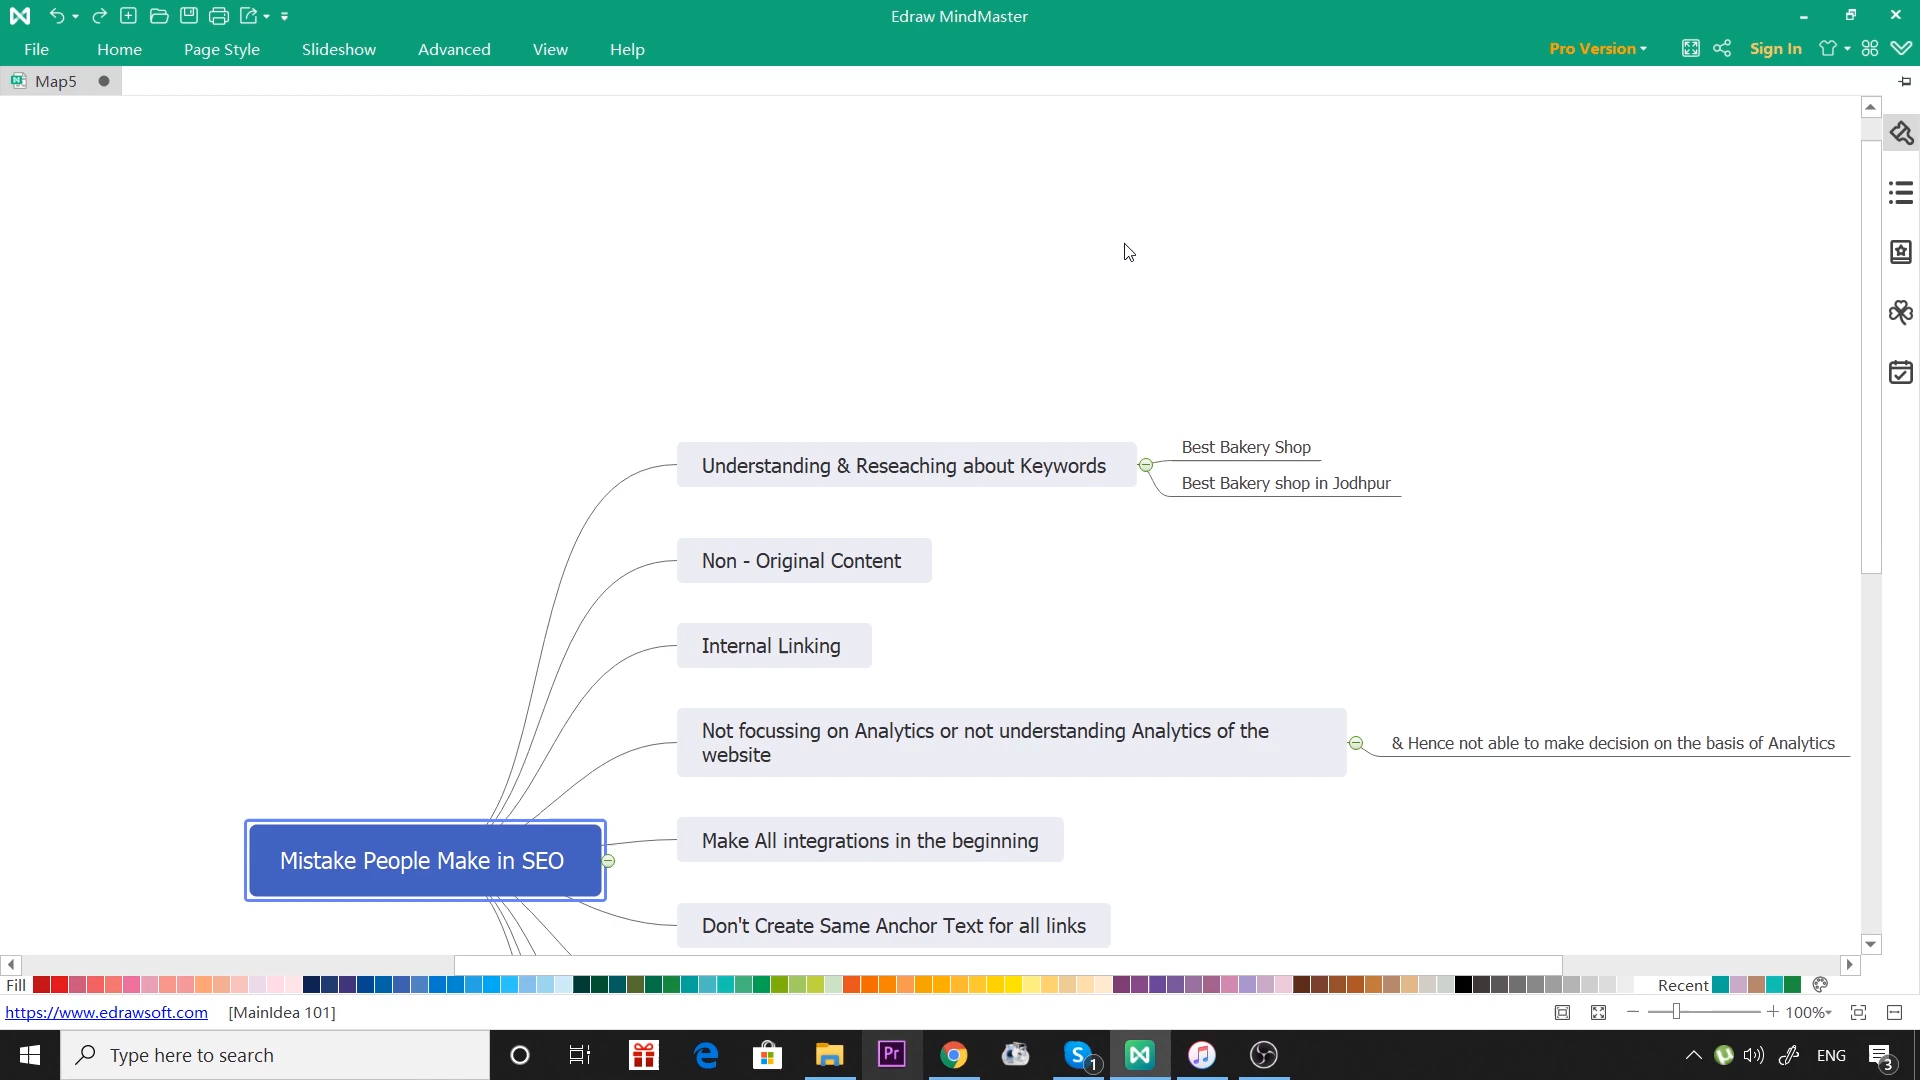 Edraw MindMaster
File Home Page Style Slideshow Advanced View Help
Pro Version Sign In
Map5
Understanding & Reseaching about Keywords
Best Bakery Shop
Best Bakery shop in Jodhpur
Non - Original Content
Internal Linking
Not focussing on Analytics or not understanding Analytics of the
website
& Hence not able to make decision on the basis of Analytics
Mistake People Make in SEO
Make All integrations in the beginning
Don't Create Same Anchor Text for all links
Fill
Recent
https://www.edrawsoft.com [MainIdea 101]
100%
Type here to search
Pr
S
1
ENG
3